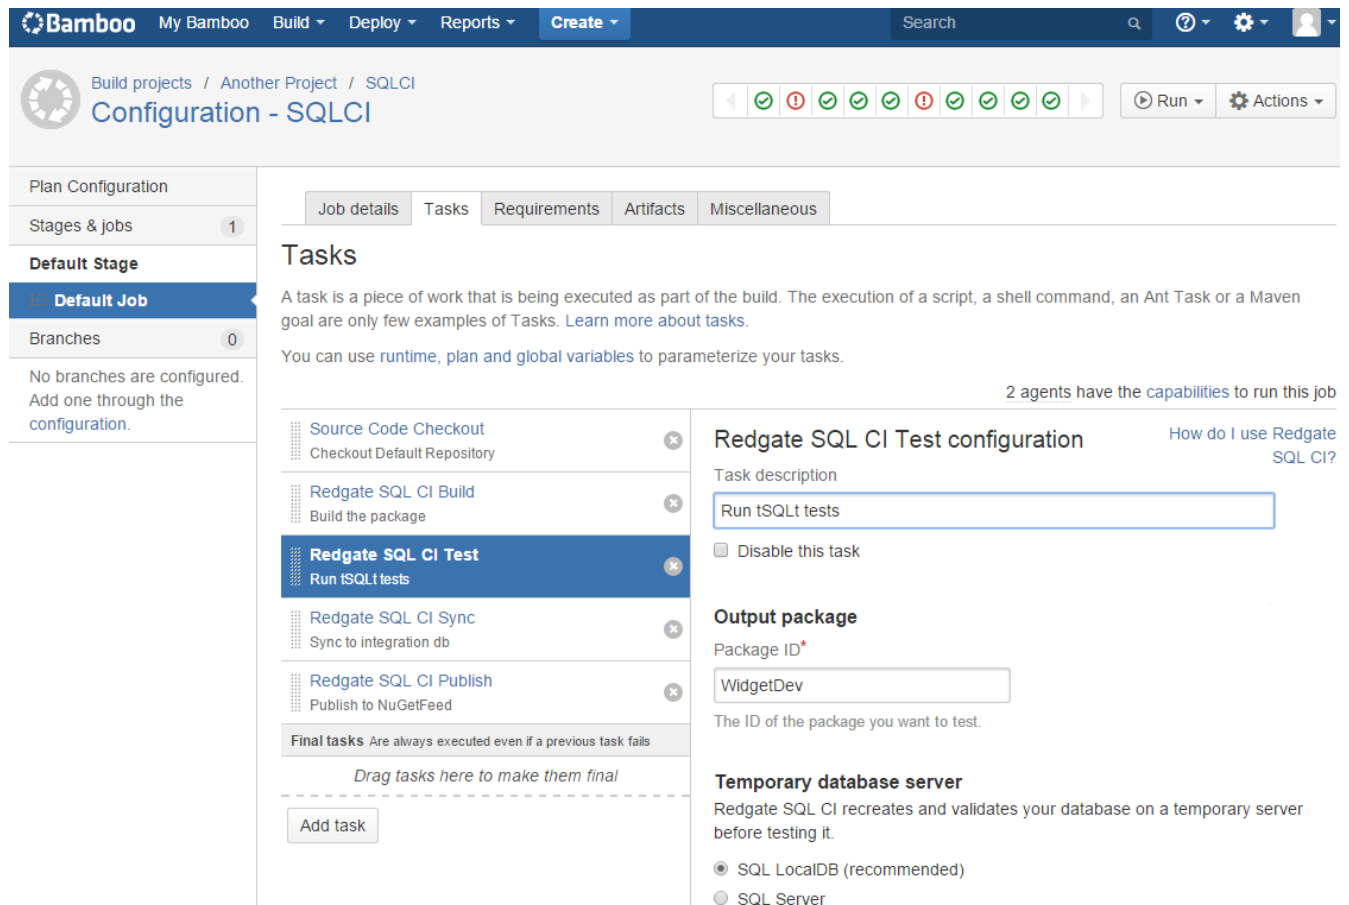 Bamboo My Bamboo Build Deploy Reports Create Search
Build projects / Another Project / SQLCI
Configuration - SQLCI
Run Actions
Plan Configuration
Stages & jobs 1
Default Stage
Default Job
Branches 0
No branches are configured.
Add one through the
configuration.
Job details Tasks Requirements Artifacts Miscellaneous
Tasks
A task is a piece of work that is being executed as part of the build. The execution of a script, a shell command, an Ant Task or a Maven
goal are only few examples of Tasks. Learn more about tasks.
You can use runtime, plan and global variables to parameterize your tasks.
2 agents have the capabilities to run this job
Source Code Checkout
Checkout Default Repository
Redgate SQL CI Build
Build the package
Redgate SQL CI Test
Run tSQLt tests
Redgate SQL CI Sync
Sync to integration db
Redgate SQL CI Publish
Publish to NuGetFeed
Final tasks Are always executed even if a previous task fails
Drag tasks here to make them final
Add task
Redgate SQL CI Test configuration
How do I use Redgate
SQL CI?
Task description
Run tSQLt tests
Disable this task
Output package
Package ID*
WidgetDev
The ID of the package you want to test.
Temporary database server
Redgate SQL CI recreates and validates your database on a temporary server
before testing it.
SQL LocalDB (recommended)
SQL Server